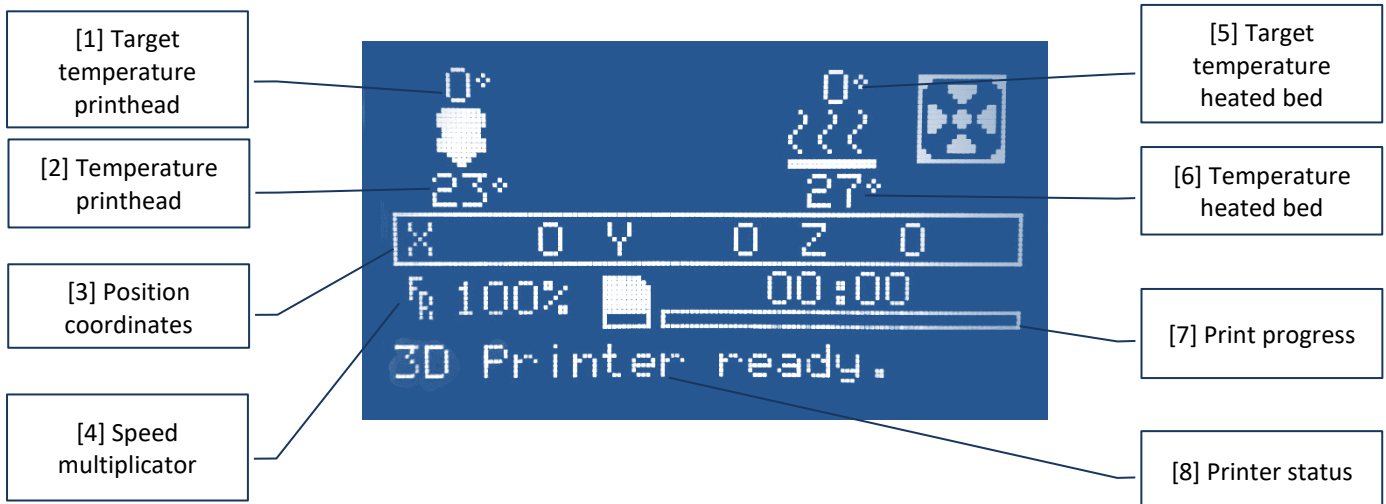 [1] Target
temperature
printhead
[2] Temperature
printhead
[3] Position
coordinates
[4] Speed
multiplicator
0°
0°
23°
27°
X 0 Y 0 Z 0
FR 100% 00:00
3D Printer ready.
[5] Target
temperature
heated bed
[6] Temperature
heated bed
[7] Print progress
[8] Printer status